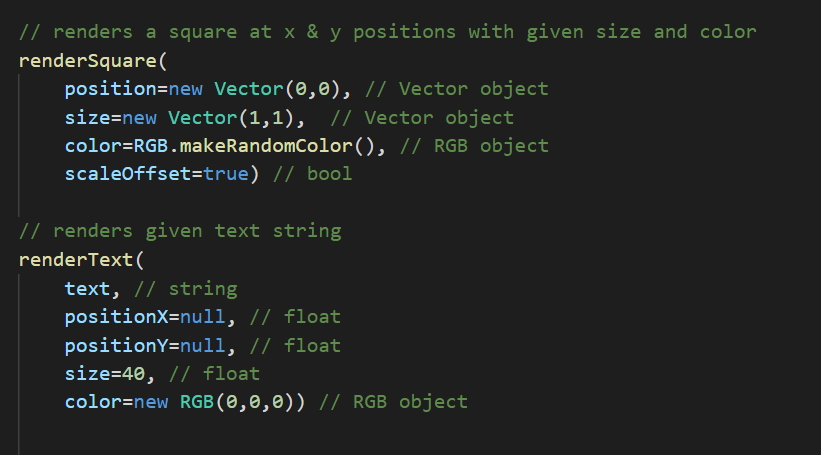 // renders a square at x & y positions with given size and color
renderSquare(
    position=new Vector(0,0), // Vector object
    size=new Vector(1,1),  // Vector object
    color=RGB.makeRandomColor(), // RGB object
    scaleOffset=true) // bool

// renders given text string
renderText(
    text, // string
    positionX=null, // float
    positionY=null, // float
    size=40, // float
    color=new RGB(0,0,0)) // RGB object